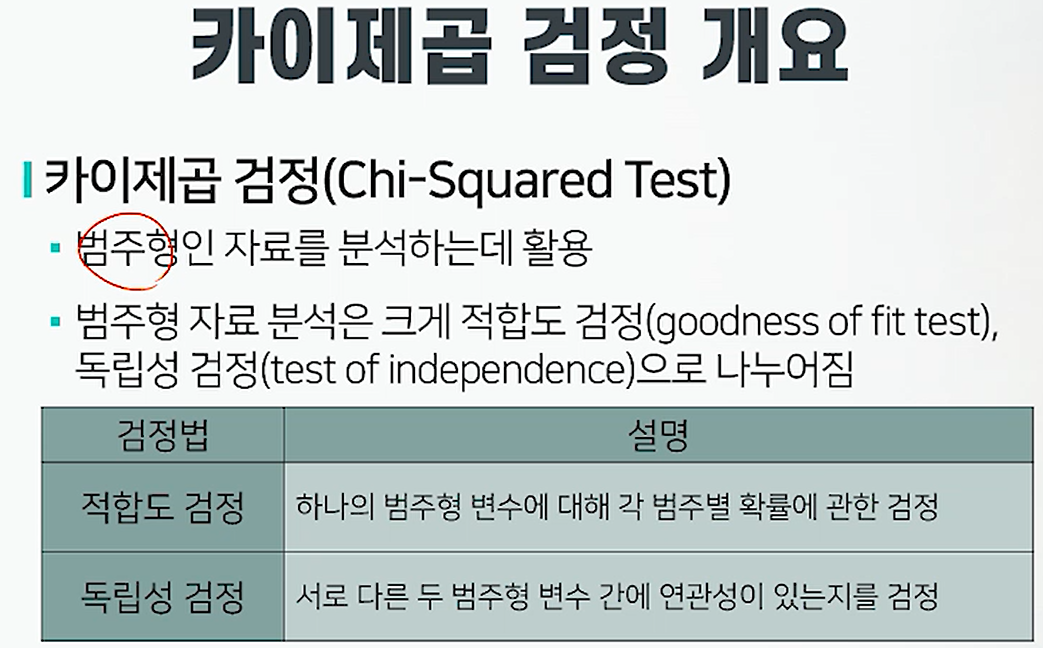 카이제곱 검정 개요
카이제곱 검정(Chi-Squared Test)
범주형인 자료를 분석하는데 활용
범주형 자료 분석은 크게 적합도 검정(goodness of fit test),
독립성 검정(test of independence)으로 나누어짐
검정법 설명
적합도 검정 하나의 범주형 변수에 대해 각 범주별 확률에 관한 검정
독립성 검정 서로 다른 두 범주형 변수 간에 연관성이 있는지를 검정